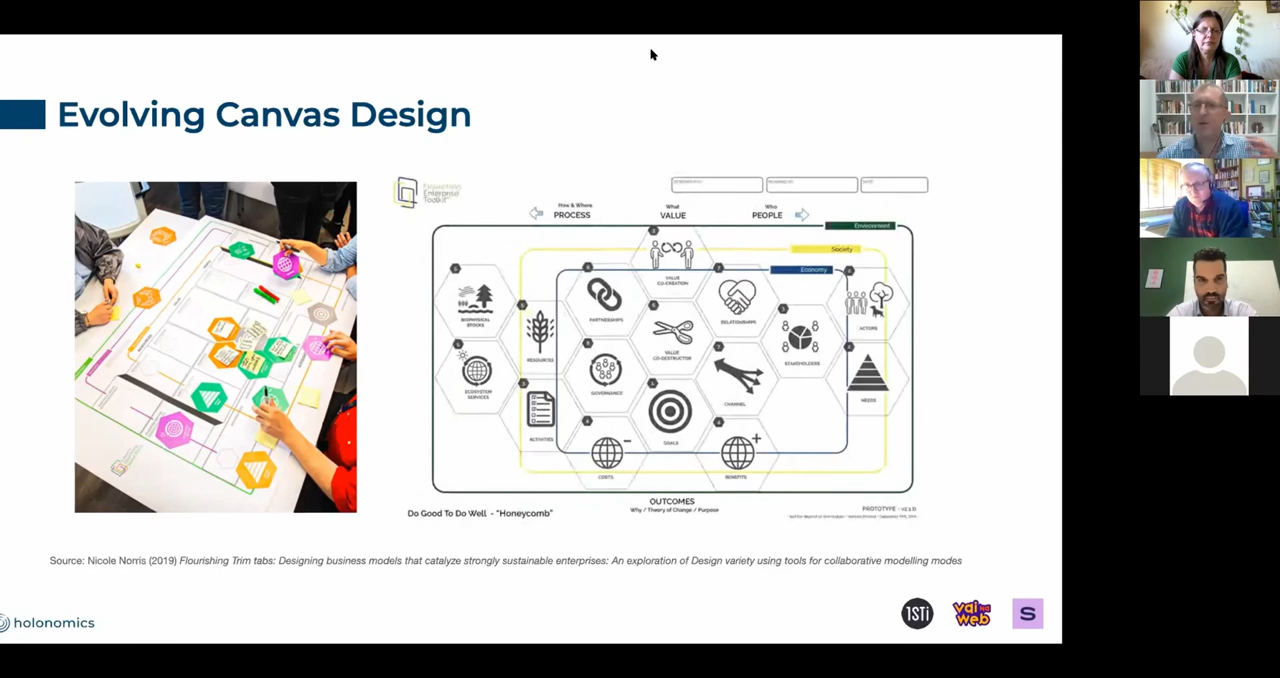 Evolving Canvas Design
Flourishing
Enterprise
Toolkit
How & Where
PROCESS
What
VALUE
Who
PEOPLE
Environment
Society
Economy
VALUE
CO-CREATION
BIOPHYSICAL
STOCKS
RESOURCES
PARTNERSHIPS
VALUE
CO-DESTRUCTION
RELATIONSHIPS
STAKEHOLDERS
ACTORS
ECOSYSTEM
SERVICES
GOVERNANCE
CHANNEL
NEEDS
ACTIVITIES
GOALS
COSTS
BENEFITS
OUTCOMES
Why / Theory of Change / Purpose
Do Good To Do Well - "Honeycomb"
Source: Nicole Norris (2019) Flourishing Trim tabs: Designing business models that catalyze strongly sustainable enterprises: An exploration of Design variety using tools for collaborative modelling modes
holonomics
1STi
vai na
web
S